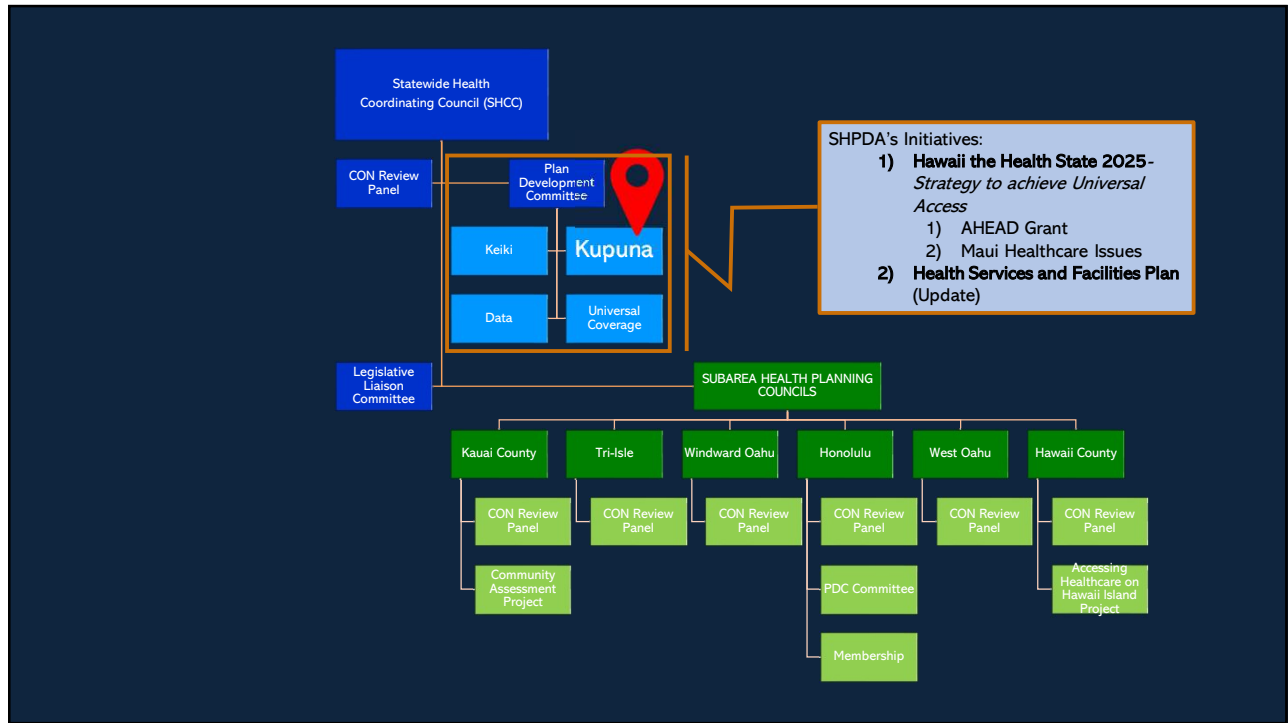 Statewide Health
Coordinating Council (SHCC)
CON Review
Panel
Plan
Development
Committee
Keiki
Kupuna
Data
Universal
Coverage
SHPDA's Initiatives:
1) Hawaii the Health State 2025-
Strategy to achieve Universal
Access
1) AHEAD Grant
2) Maui Healthcare Issues
2) Health Services and Facilities Plan
(Update)
Legislative
Liaison
Committee
SUBAREA HEALTH PLANNING
COUNCILS
Kauai County
Tri-Isle
Windward Oahu
Honolulu
West Oahu
Hawaii County
CON Review
Panel
CON Review
Panel
CON Review
Panel
CON Review
Panel
CON Review
Panel
CON Review
Panel
Community
Assessment
Project
PDC Committee
Accessing
Healthcare on
Hawaii Island
Project
Membership